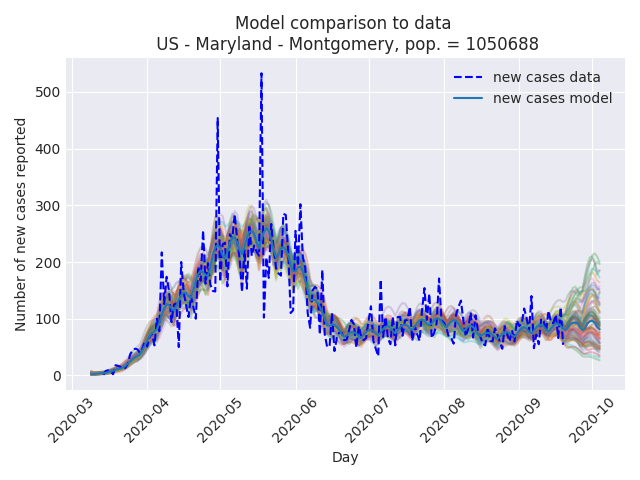 Model comparison to data
US - Maryland - Montgomery, pop. = 1050688
new cases data
new cases model
Number of new cases reported
500
400
300
200
100
0
2020-03
2020-04
2020-05
2020-06
2020-07
2020-08
2020-09
2020-10
Day